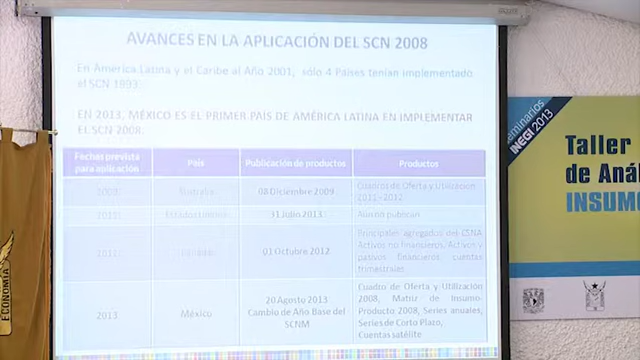 AVANCES EN LA APLICACIÓN DEL SCN 2008
En América Latina y el Caribe al Año 2001, sólo 4 Países tenían implementado
el SCN 1993.
EN 2013, MÉXICO ES EL PRIMER PAÍS DE AMÉRICA LATINA EN IMPLEMENTAR
EL SCN 2008.
Fechas prevista
para aplicación
País
Publicación de productos
Productos
2009
Australia
08 Diciembre 2009
Cuadros de Oferta y Utilización
2011 - 2012
Estados Unidos
31 Julio 2013
Aún no publican
01 Octubre 2012
Principales agregados del CSNA
Activos no financieros, Activos y
pasivos financieros, cuentas
trimestrales
2013
México
20 Agosto 2013
Cambio de Año Base del
SCNM
Cuadro de Oferta y Utilización
2008, Matriz de Insumo-
Producto 2008, Series anuales,
Series de Corto Plazo,
Cuentas satélite
Seminarios
INEGI 2013
Taller
de Aná
INSUMO
ECONOMÍA